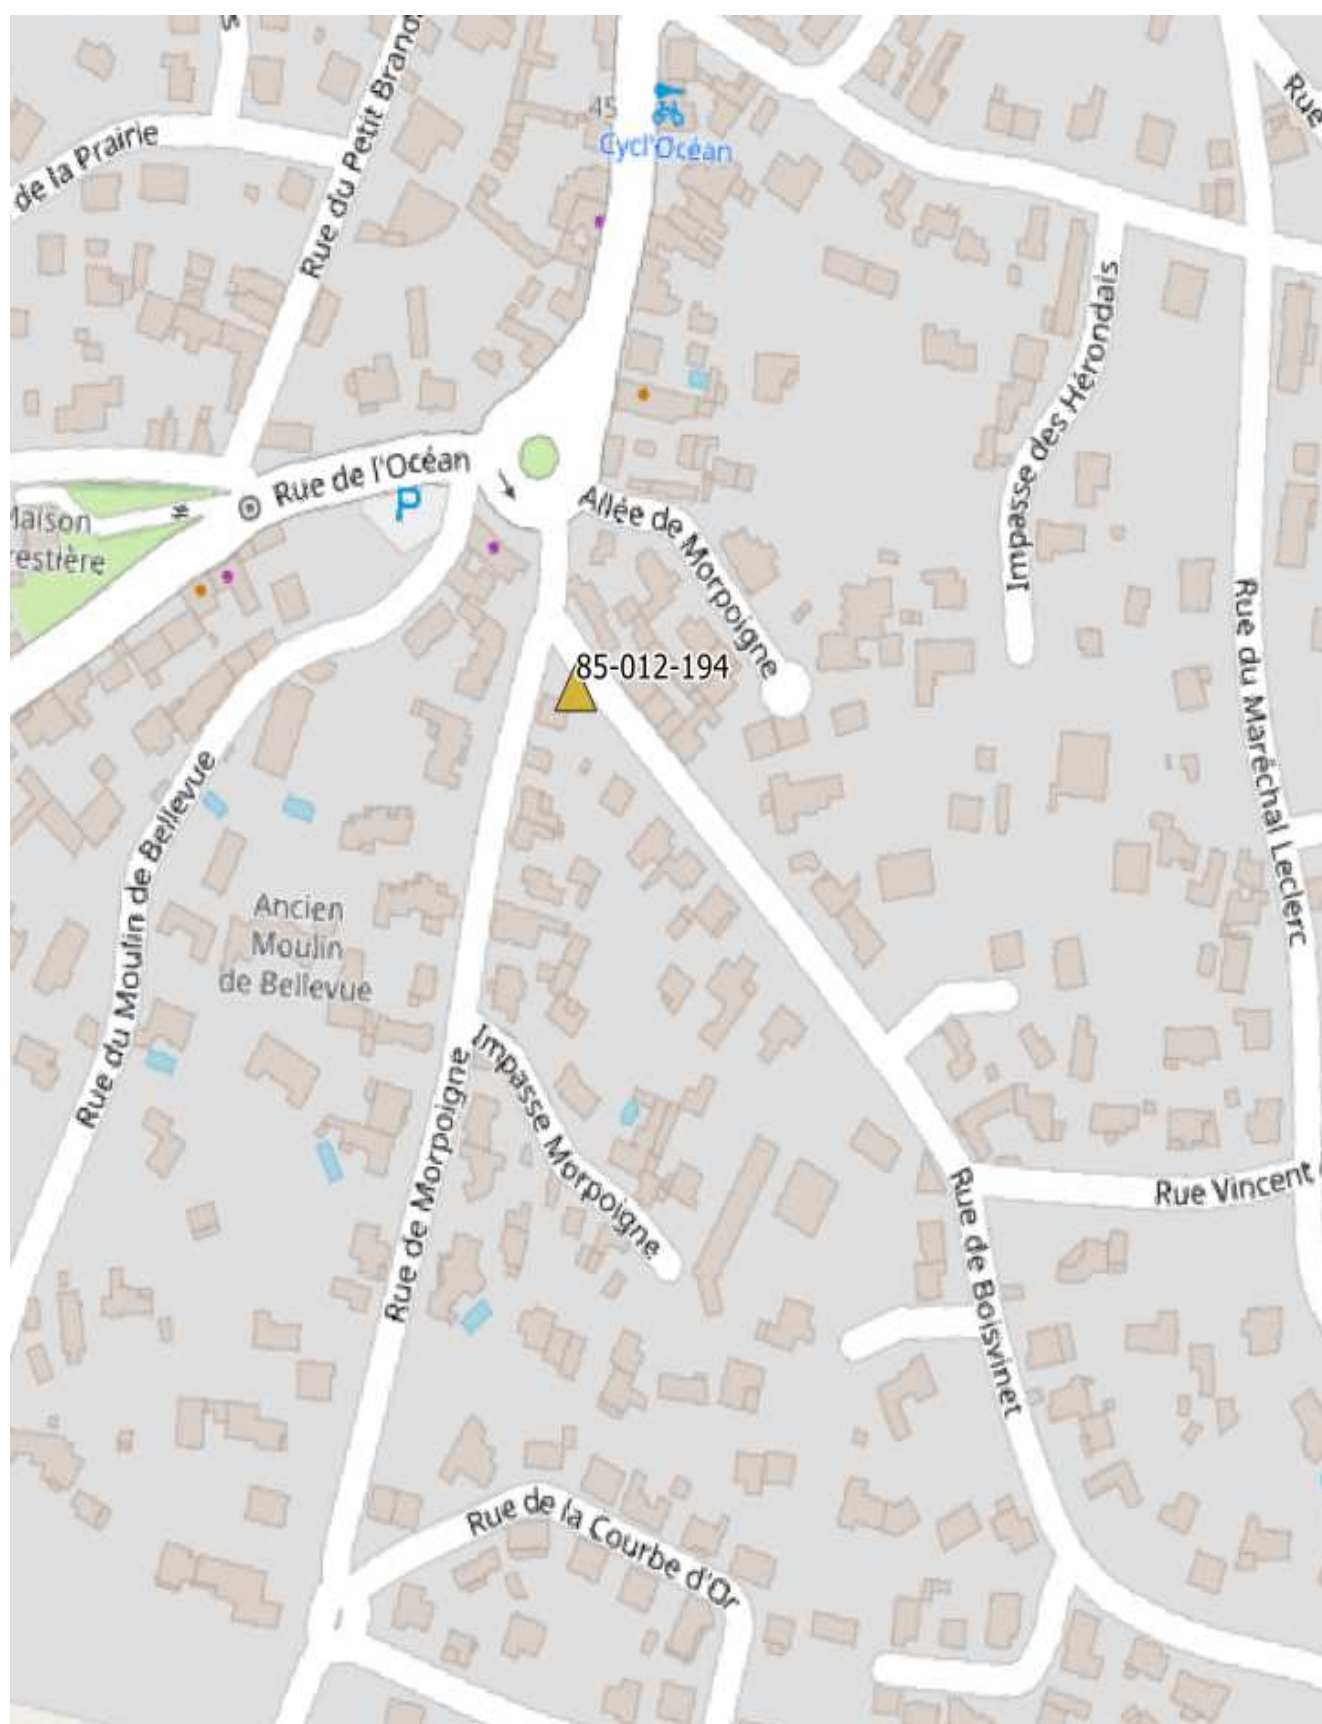 de la Prairie
Rue du Petit Brand
45
Cycl'Océan
Rue
Impasse des Hérondais
Rue de l'Océan
P
Allée de Morpoigne
Maison
restière
85-012-194
Rue du Maréchal Leclerc
Rue du Moulin de Bellevue
Ancien
Moulin
de Bellevue
Impasse Morpoigne
Rue de Morpoigne
Rue Vincent
Rue de Boisvinet
Rue de la Courbe d'Or